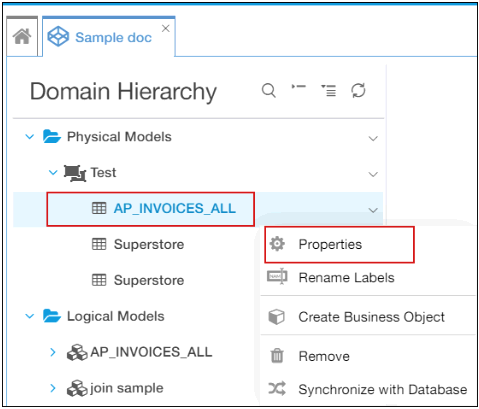 Sample doc
Domain Hierarchy
Physical Models
Test
AP_INVOICES_ALL
Superstore
Superstore
Logical Models
AP_INVOICES_ALL
join sample
Properties
Rename Labels
Create Business Object
Remove
Synchronize with Database